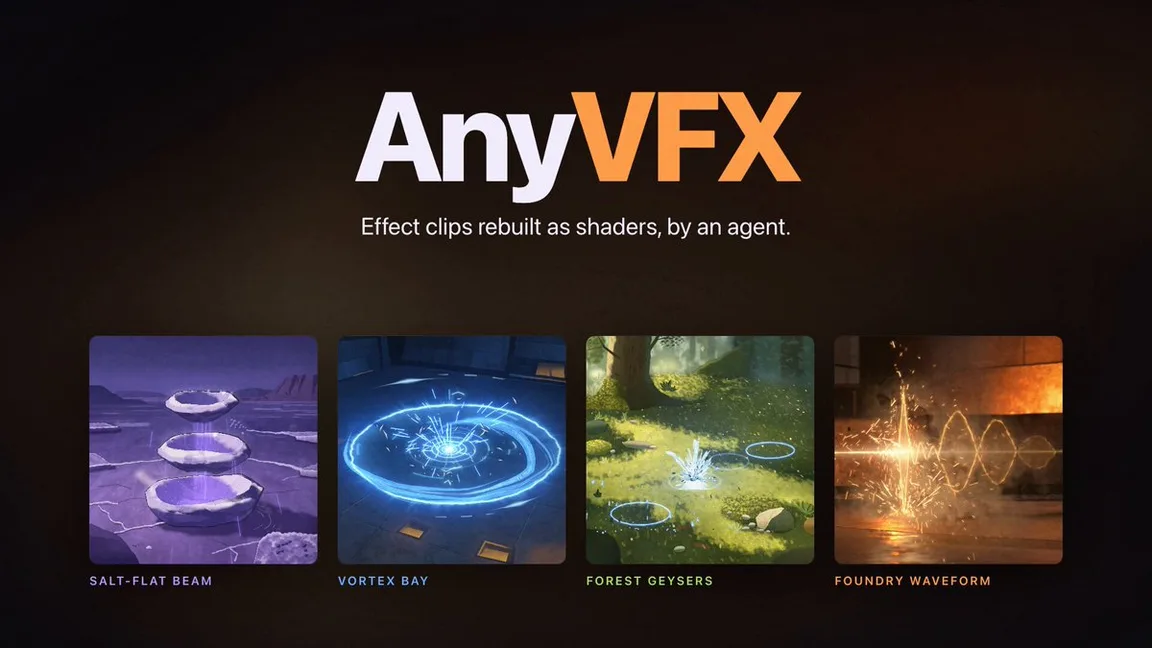 AnyVFX
Effect clips rebuilt as shaders, by an agent.
SALT-FLAT BEAM
VORTEX BAY
FOREST GEYSERS
FOUNDRY WAVEFORM